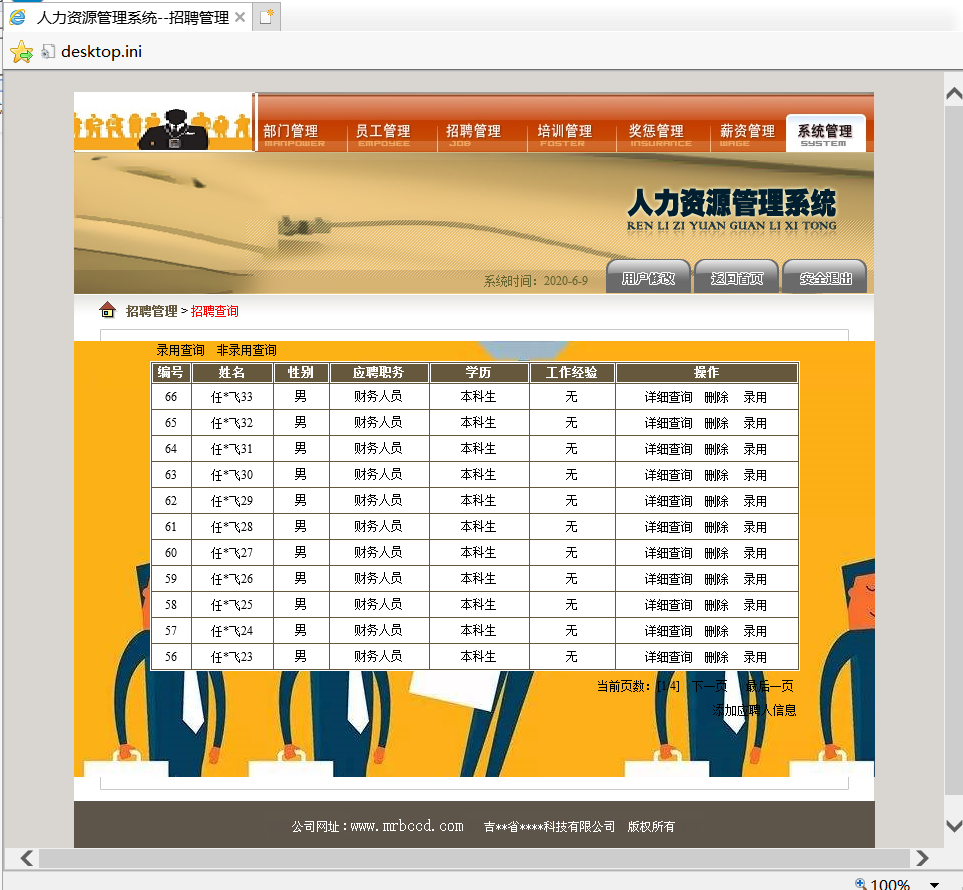 人力资源管理系统--招聘管理
desktop.ini
部门管理 员工管理 招聘管理 培训管理 奖惩管理 薪资管理 系统管理
MANPOWER EMPOYEE JOB FOSTER INSURANCE WAGE SYSTEM
人力资源管理系统
REN LI ZI YUAN GUAN LI XI TONG
系统时间：2020-6-9 用户修改 返回首页 安全退出
招聘管理 > 招聘查询
录用查询 非录用查询
编号 姓名 性别 应聘职务 学历 工作经验 操作
66 任*飞33 男 财务人员 本科生 无 详细查询 删除 录用
65 任*飞32 男 财务人员 本科生 无 详细查询 删除 录用
64 任*飞31 男 财务人员 本科生 无 详细查询 删除 录用
63 任*飞30 男 财务人员 本科生 无 详细查询 删除 录用
62 任*飞29 男 财务人员 本科生 无 详细查询 删除 录用
61 任*飞28 男 财务人员 本科生 无 详细查询 删除 录用
60 任*飞27 男 财务人员 本科生 无 详细查询 删除 录用
59 任*飞26 男 财务人员 本科生 无 详细查询 删除 录用
58 任*飞25 男 财务人员 本科生 无 详细查询 删除 录用
57 任*飞24 男 财务人员 本科生 无 详细查询 删除 录用
56 任*飞23 男 财务人员 本科生 无 详细查询 删除 录用
当前页数：[1/4] 下一页 最后一页
添加应聘人信息
公司网址：www.mrbccd.com 吉**省****科技有限公司 版权所有
100%